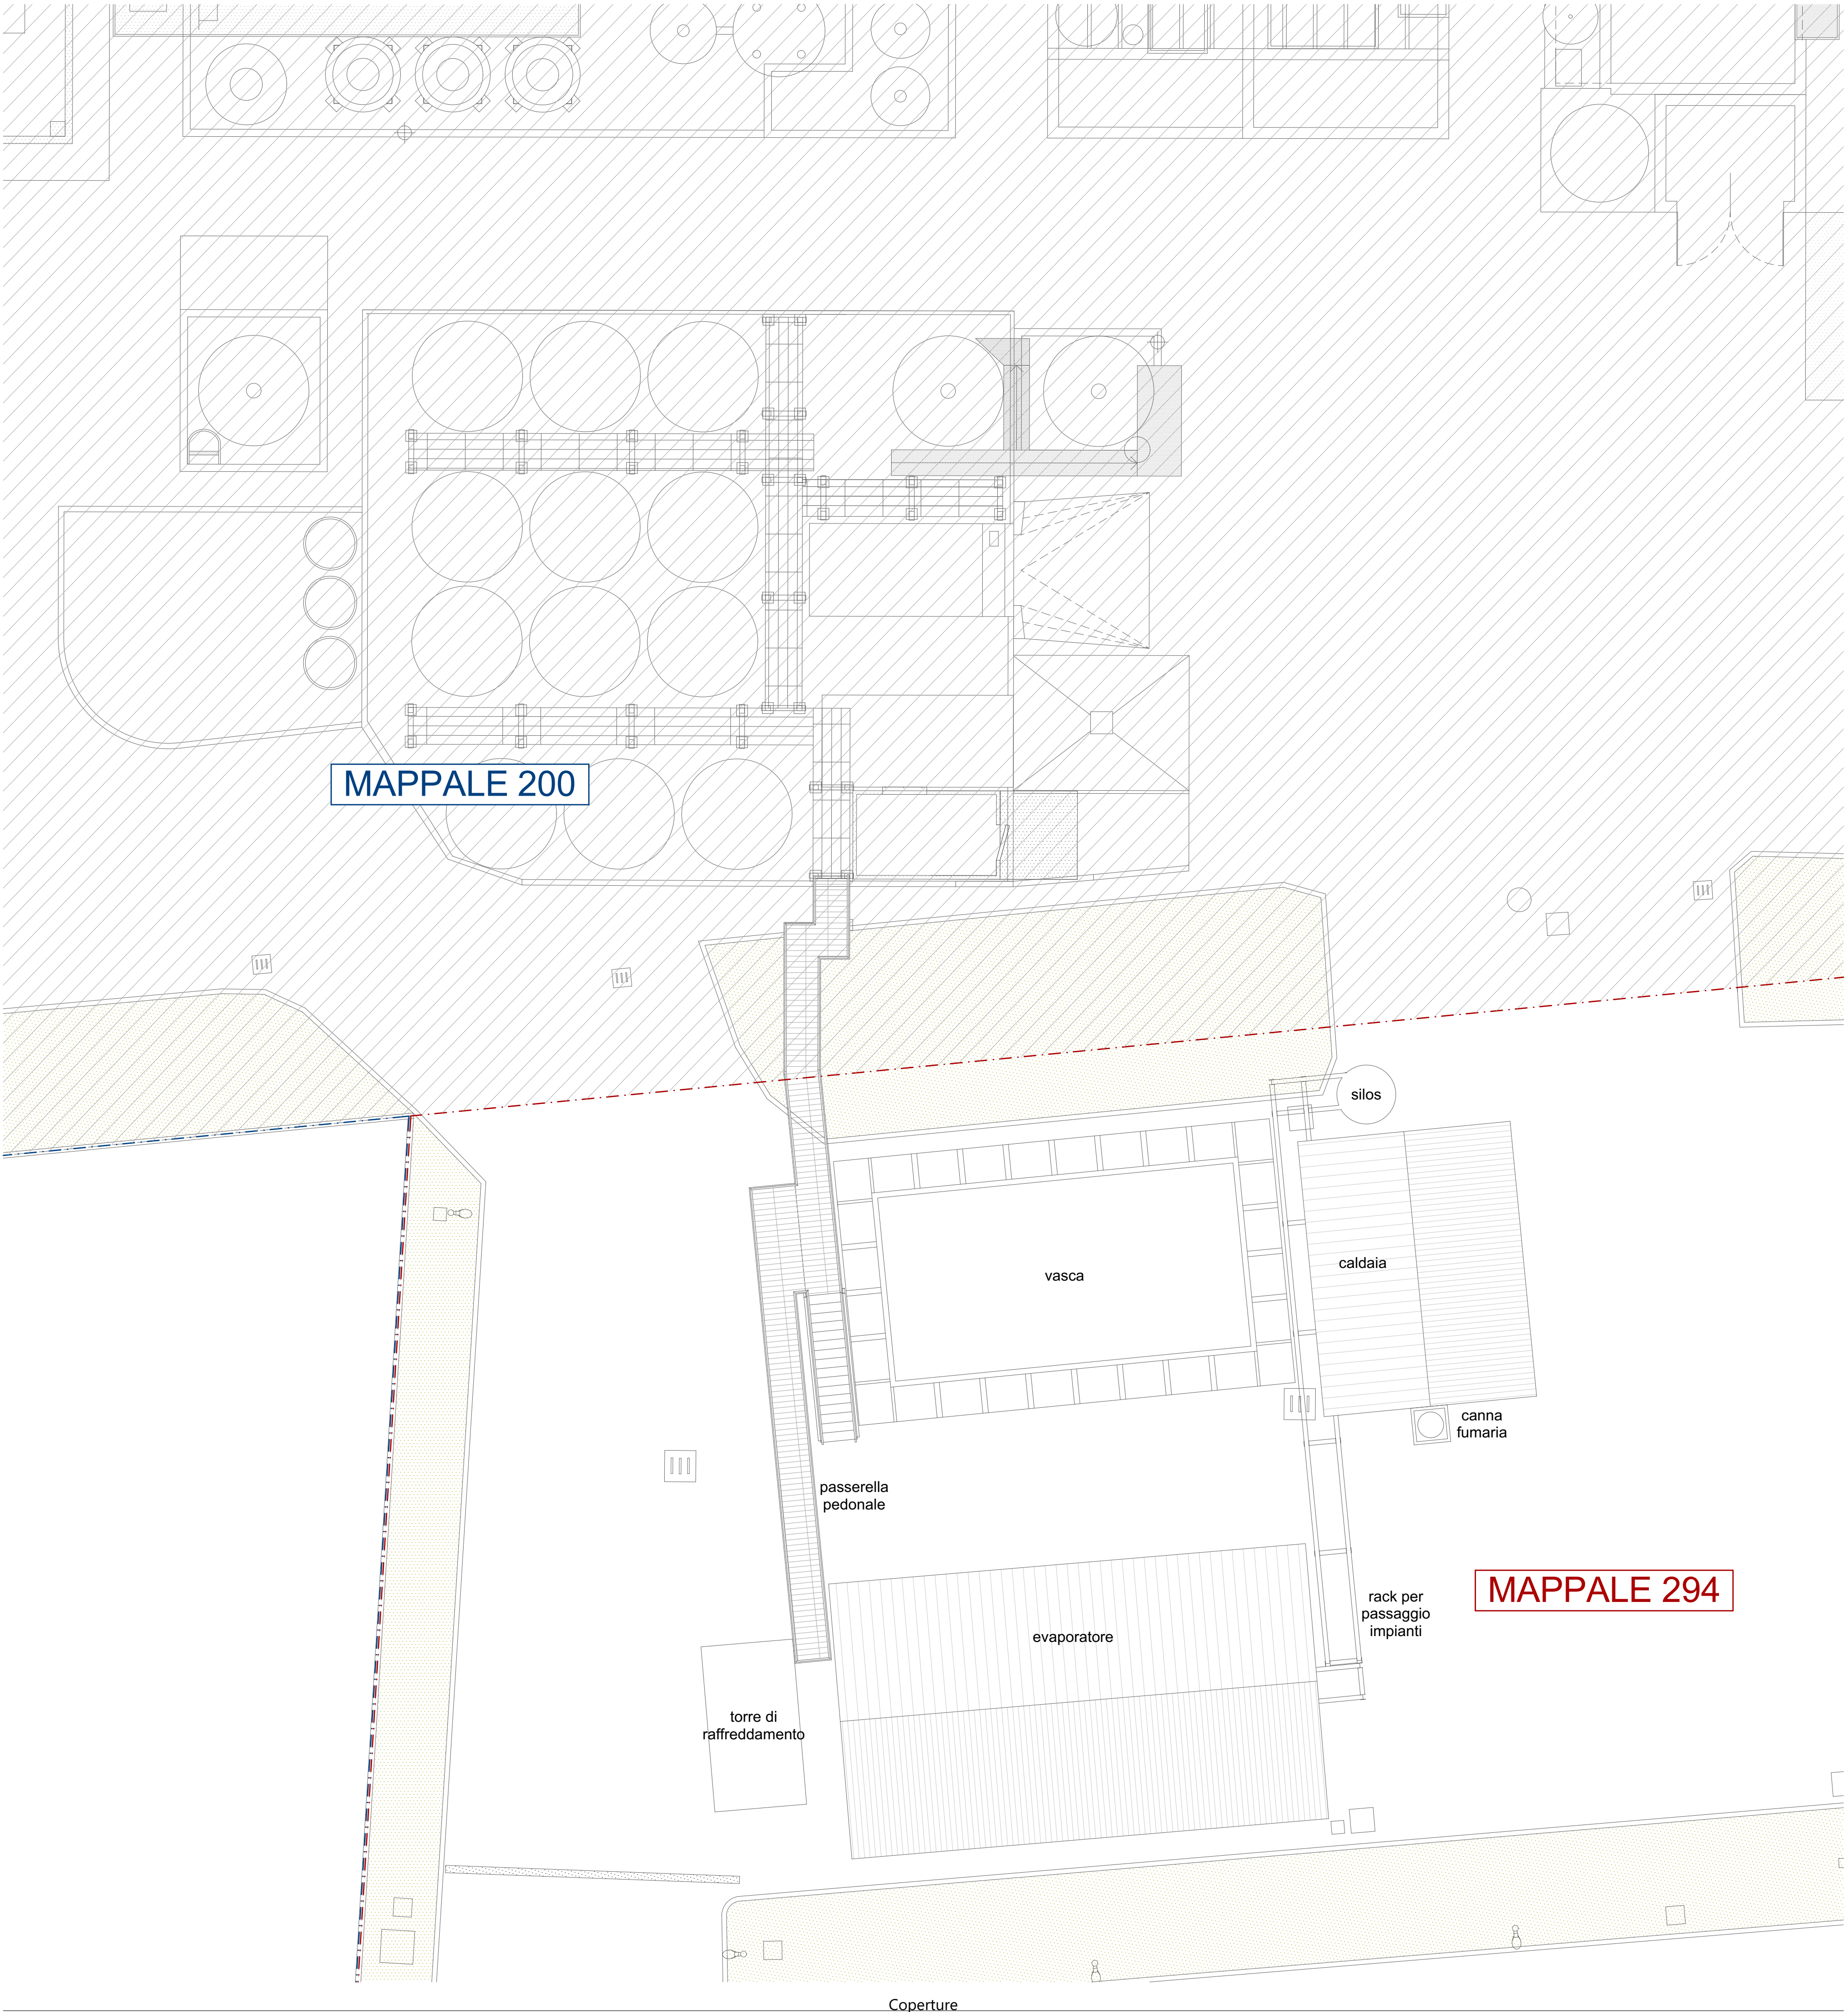 MAPPALE 200
silos
caldaia
vasca
canna
fumaria
passerella
pedonale
MAPPALE 294
rack per
passaggio
impianti
evaporatore
torre di
raffreddamento
Coperture